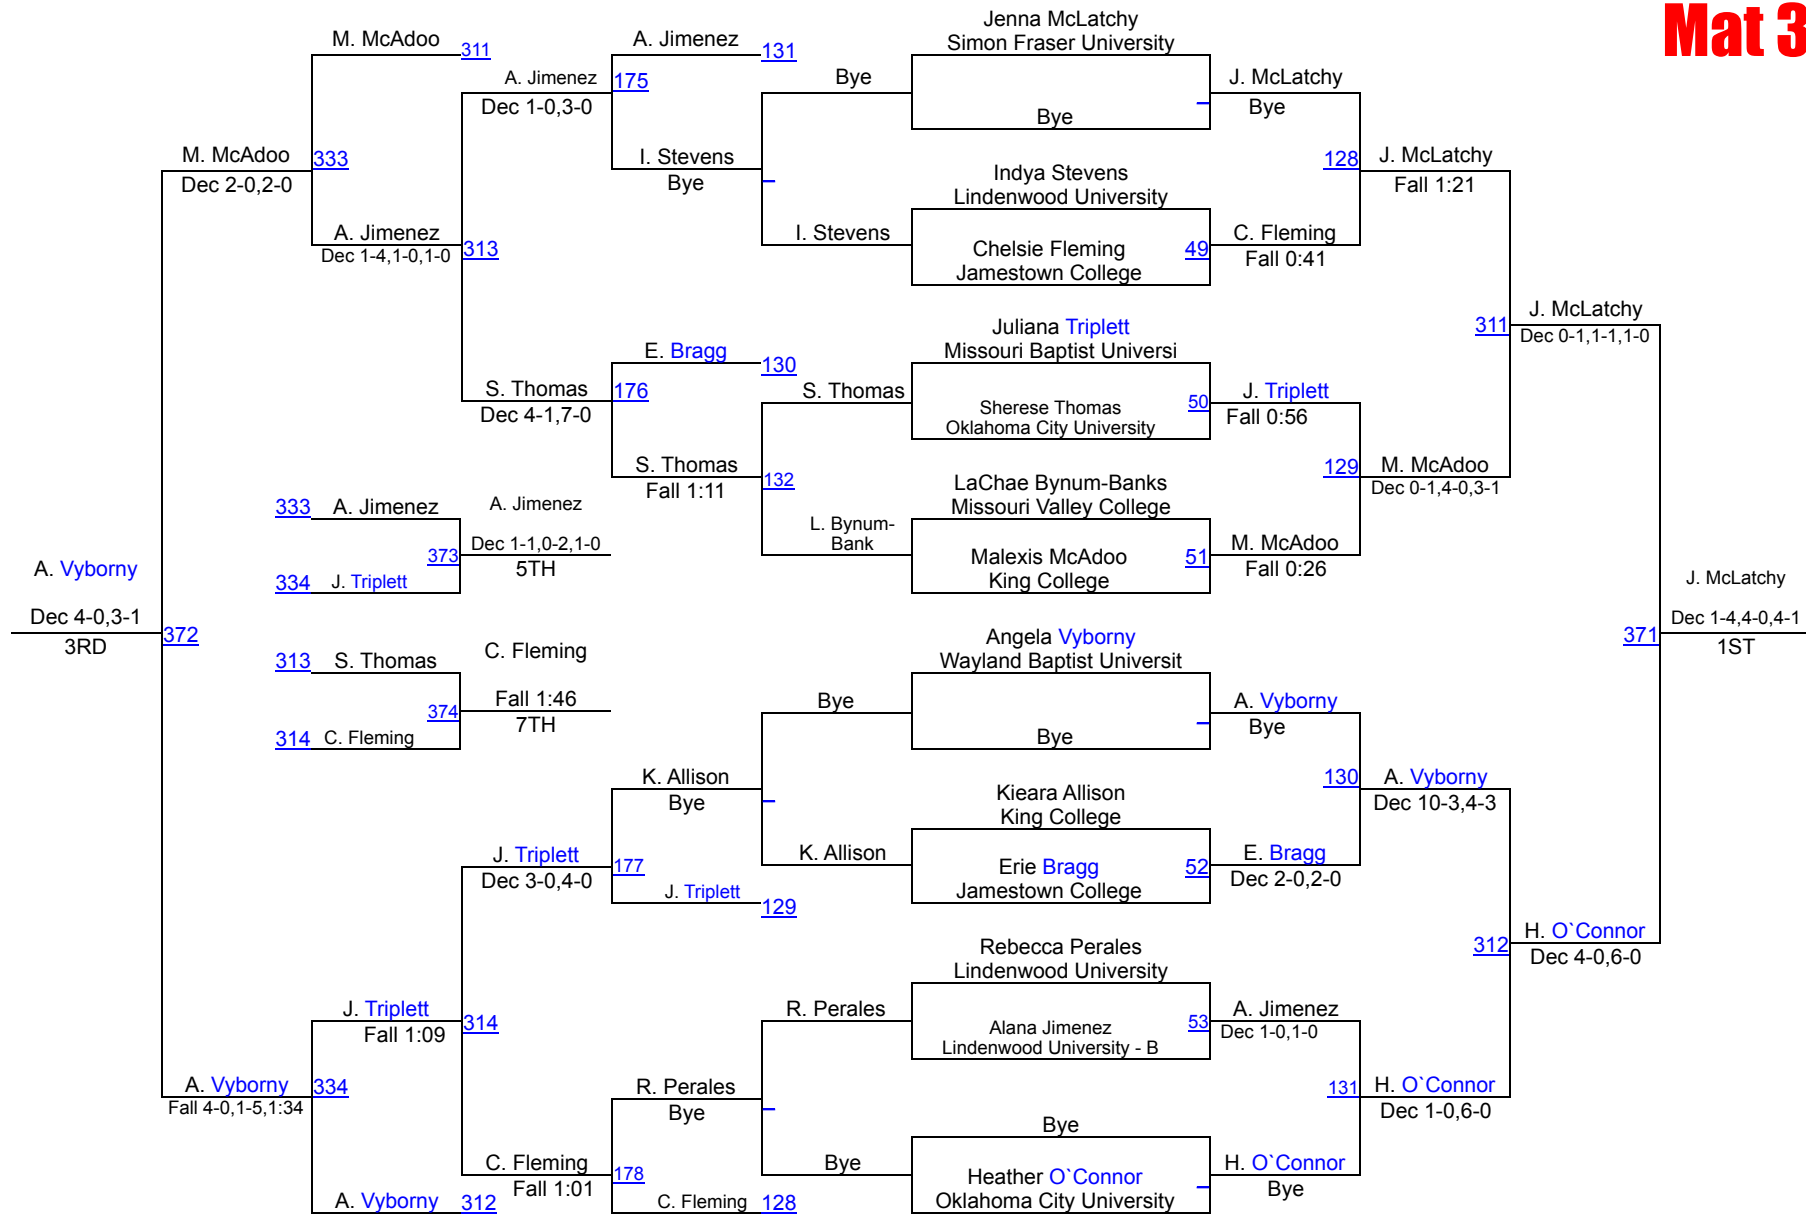 Mat 3
M. McAdoo
311
A. Jimenez
131
Jenna McLatchy
Simon Fraser University
A. Jimenez
175
Bye
J. McLatchy
Dec 1-0,3-0
Bye
Bye
M. McAdoo
333
I. Stevens
128
J. McLatchy
Dec 2-0,2-0
Bye
Indya Stevens
Fall 1:21
Lindenwood University
A. Jimenez
313
I. Stevens
Chelsie Fleming
49
C. Fleming
Dec 1-4,1-0,1-0
Jamestown College
Fall 0:41
Juliana Triplett
311
J. McLatchy
E. Bragg
130
Missouri Baptist Universi
Dec 0-1,1-1,1-0
S. Thomas
176
S. Thomas
Sherese Thomas
50
J. Triplett
Dec 4-1,7-0
Oklahoma City University
Fall 0:56
S. Thomas
132
LaChae Bynum-Banks
129
M. McAdoo
Fall 1:11
Missouri Valley College
Dec 0-1,4-0,3-1
333
A. Jimenez
A. Jimenez
L. Bynum-
Bank
373
Dec 1-1,0-2,1-0
Malexis McAdoo
51
M. McAdoo
A. Vyborny
5TH
King College
Fall 0:26
334
J. Triplett
J. McLatchy
Dec 4-0,3-1
372
Dec 1-4,4-0,4-1
3RD
371
1ST
313
S. Thomas
C. Fleming
Angela Vyborny
Wayland Baptist Universit
374
Fall 1:46
Bye
A. Vyborny
7TH
Bye
Bye
314
C. Fleming
K. Allison
130
A. Vyborny
Bye
Kieara Allison
Dec 10-3,4-3
King College
J. Triplett
177
K. Allison
Erie Bragg
52
E. Bragg
Dec 3-0,4-0
Jamestown College
Dec 2-0,2-0
J. Triplett
129
Rebecca Perales
312
H. O`Connor
Lindenwood University
Dec 4-0,6-0
J. Triplett
314
R. Perales
Alana Jimenez
53
A. Jimenez
Fall 1:09
Lindenwood University - B
Dec 1-0,1-0
A. Vyborny
334
R. Perales
131
H. O`Connor
Fall 4-0,1-5,1:34
Bye
Dec 1-0,6-0
Bye
C. Fleming
178
Bye
Heather O`Connor
H. O`Connor
Fall 1:01
Oklahoma City University
Bye
A. Vyborny
312
C. Fleming
128